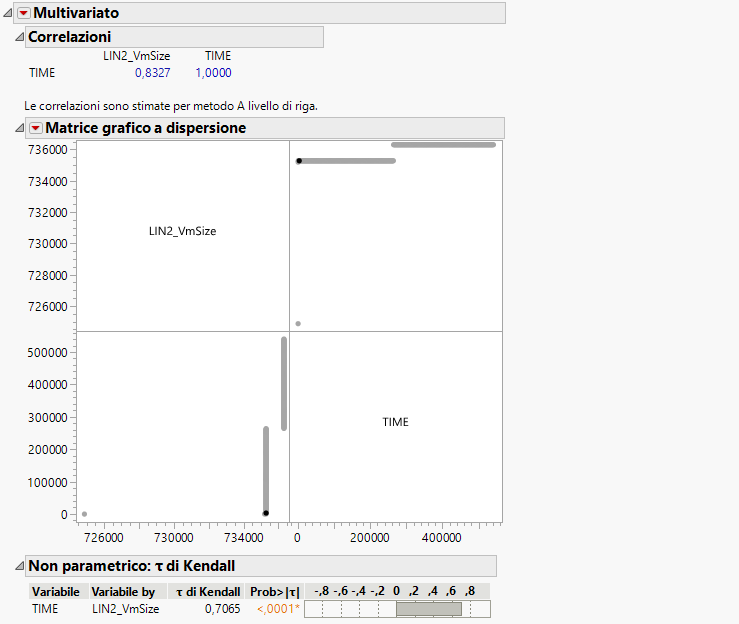 Multivariato
Correlazioni
LIN2_VmSize TIME
TIME 0,8327 1,0000
Le correlazioni sono stimate per metodo A livello di riga.
Matrice grafico a dispersione
736000
734000
732000
730000
728000
726000
LIN2_VmSize
500000
400000
300000
200000
100000
0
TIME
726000 730000 734000 0 200000 400000
Non parametrico: τ di Kendall
Variabile Variabile by τ di Kendall Prob>|τ| -,8 -,6 -,4 -,2 0 ,2 ,4 ,6 ,8
TIME LIN2_VmSize 0,7065 <,0001*